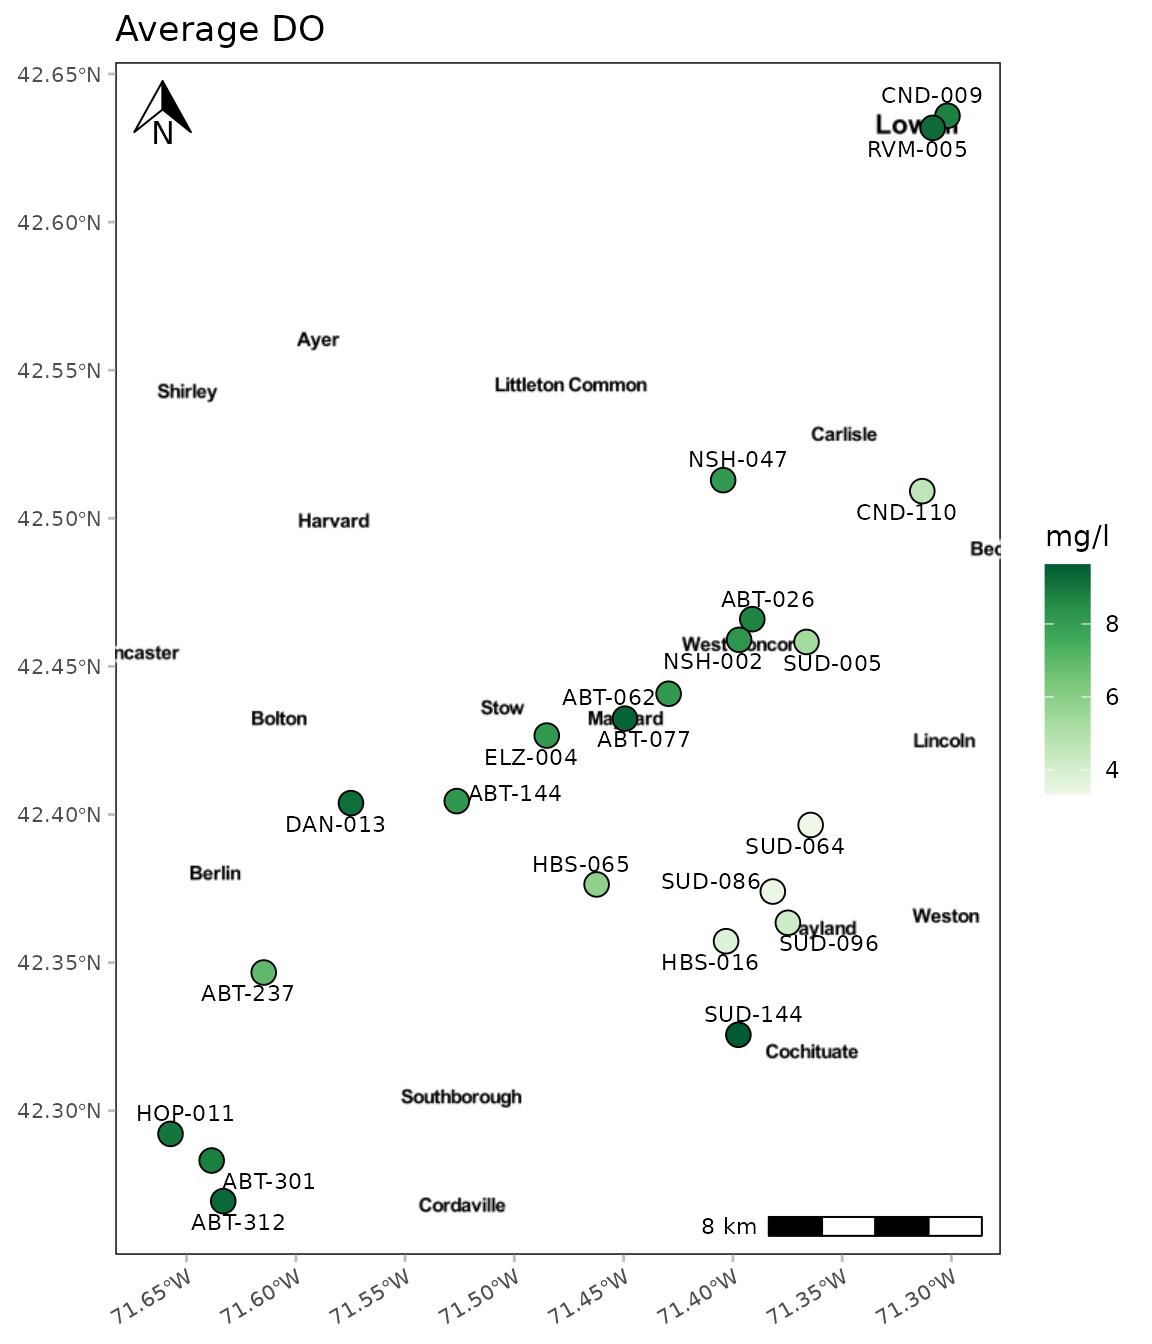 Average DO
42.65°N
42.60°N
42.55°N
42.50°N
42.45°N
42.40°N
42.35°N
42.30°N
N
CND-009
RVM-005
Ayer
Shirley
Littleton Common
Carlisle
NSH-047
CND-110
Harvard
Bed
ABT-026
NSH-002
SUD-005
ncaster
ABT-062
Stow
Bolton
ABT-077
Lincoln
ELZ-004
ABT-144
DAN-013
SUD-064
HBS-065
Berlin
SUD-086
Weston
ayland
SUD-096
HBS-016
ABT-237
SUD-144
Cochituate
Southborough
HOP-011
ABT-301
Cordaville
ABT-312
8 km
71.65°W
71.60°W
71.55°W
71.50°W
71.45°W
71.40°W
71.35°W
71.30°W
mg/l
8
6
4